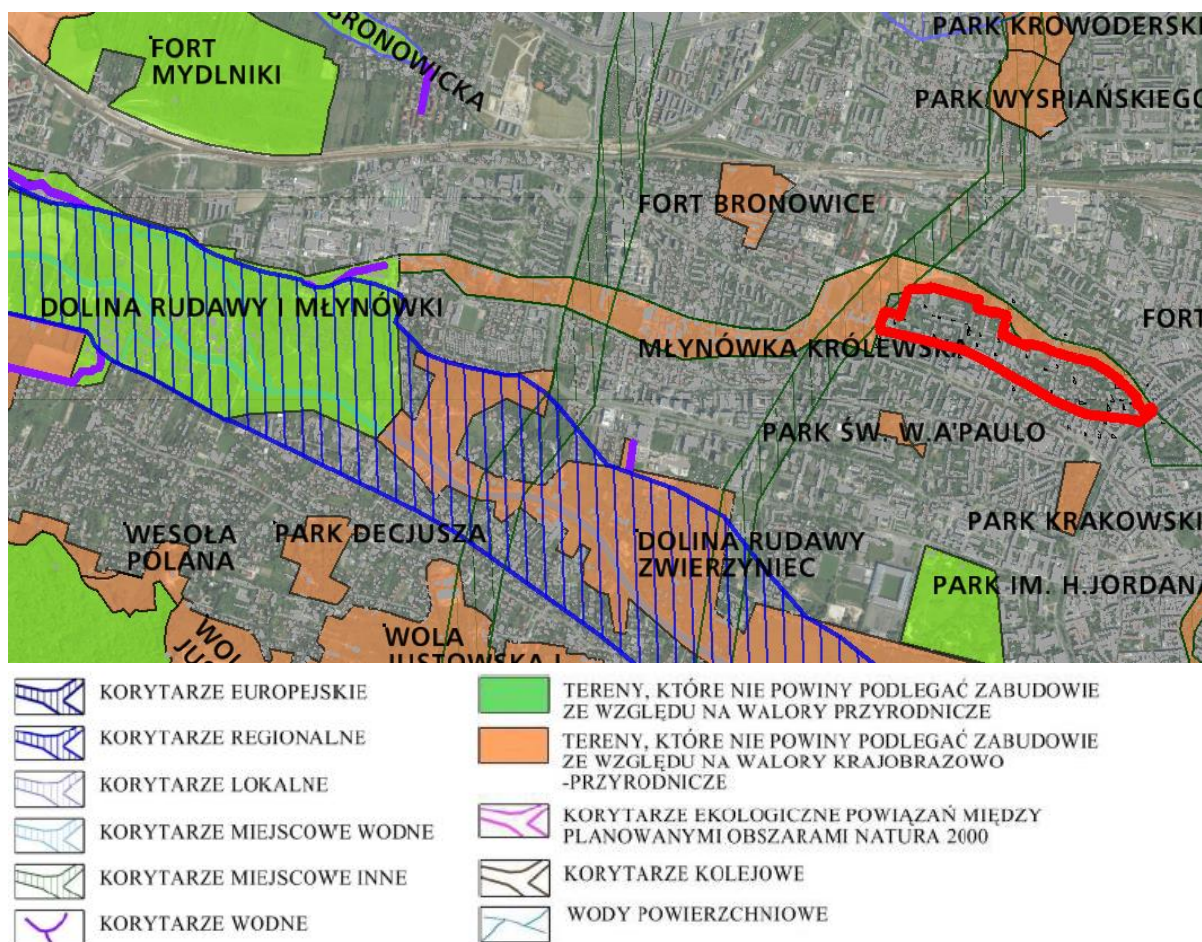 BRONOWICKA
PARK KROWODERSKI
FORT
MYDLNIKI
PARK WYSPIAŃSKIEGO
FORT BRONOWICE
DOLINA RUDAWY I MŁYNÓWKI
FORT
MŁYNÓWKA KRÓLEWSKA
PARK ŚW. W.A'PAULO
WESOŁA
POLANA
PARK DECJUSZA
PARK KRAKOWSKI
DOLINA RUDAWY
ZWIERZYNIEC
PARK IM. H.JORDANA
WOLA
JUSTOWSKA I
KORYTARZE EUROPEJSKIE
KORYTARZE REGIONALNE
KORYTARZE LOKALNE
KORYTARZE MIEJSCOWE WODNE
KORYTARZE MIEJSCOWE INNE
KORYTARZE WODNE
TERENY, KTÓRE NIE POWINY PODLEGAĆ ZABUDOWIE
ZE WZGLĘDU NA WALORY PRZYRODNICZE
TERENY, KTÓRE NIE POWINY PODLEGAĆ ZABUDOWIE
ZE WZGLĘDU NA WALORY KRAJOBRAZOWO
-PRZYRODNICZE
KORYTARZE EKOLOGICZNE POWIĄZAŃ MIĘDZY
PLANOWANYMI OBSZARAMI NATURA 2000
KORYTARZE KOLEJOWE
WODY POWIERZCHNIOWE